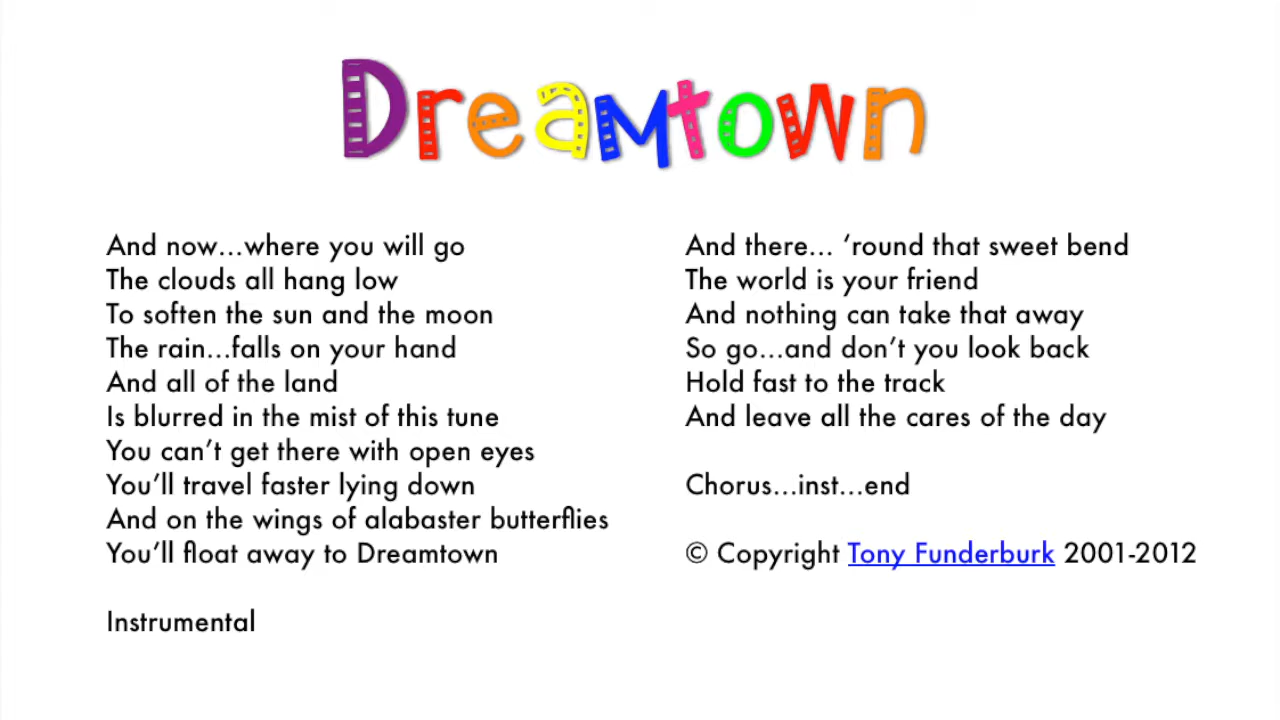 Dreamtown
And now...where you will go
The clouds all hang low
To soften the sun and the moon
The rain...falls on your hand
And all of the land
Is blurred in the mist of this tune
You can’t get there with open eyes
You’ll travel faster lying down
And on the wings of alabaster butterflies
You’ll float away to Dreamtown
Instrumental
And there... ‘round that sweet bend
The world is your friend
And nothing can take that away
So go...and don’t you look back
Hold fast to the track
And leave all the cares of the day
Chorus...inst...end
© Copyright Tony Funderburk 2001-2012